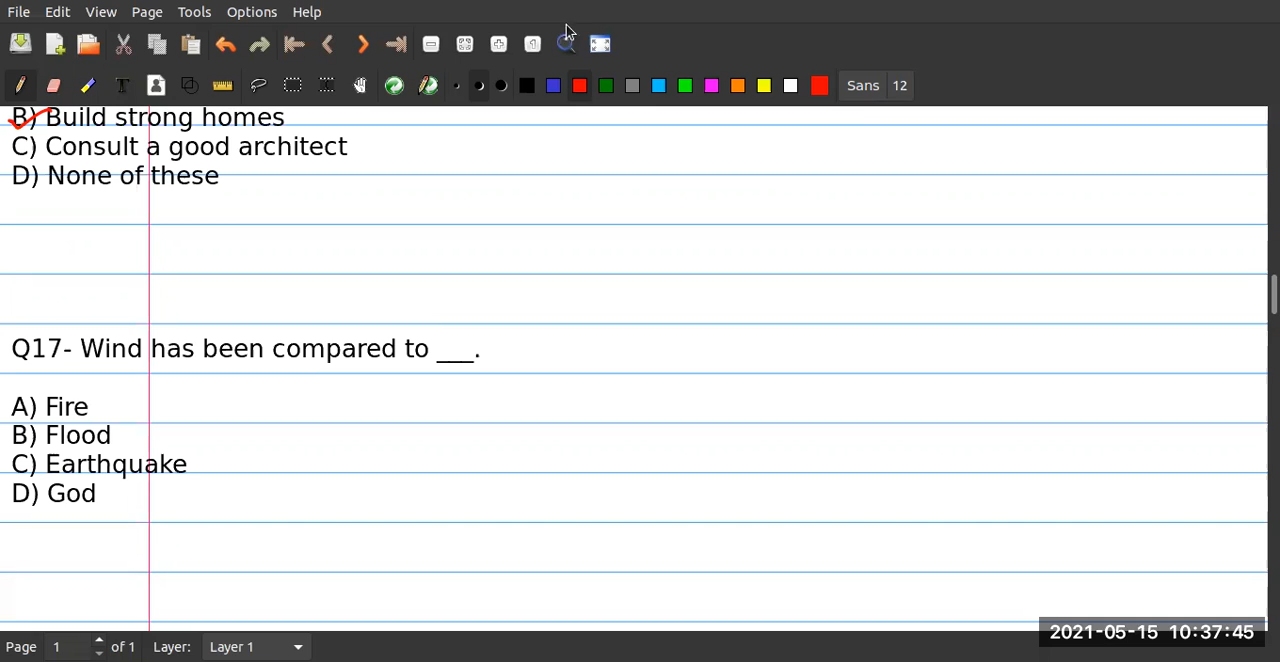 File Edit View Page Tools Options Help
Sans 12
B) Build strong homes
C) Consult a good architect
D) None of these
Q17- Wind has been compared to ___.
A) Fire
B) Flood
C) Earthquake
D) God
2021-05-15 10:37:45
Page 1 of 1 Layer: Layer 1